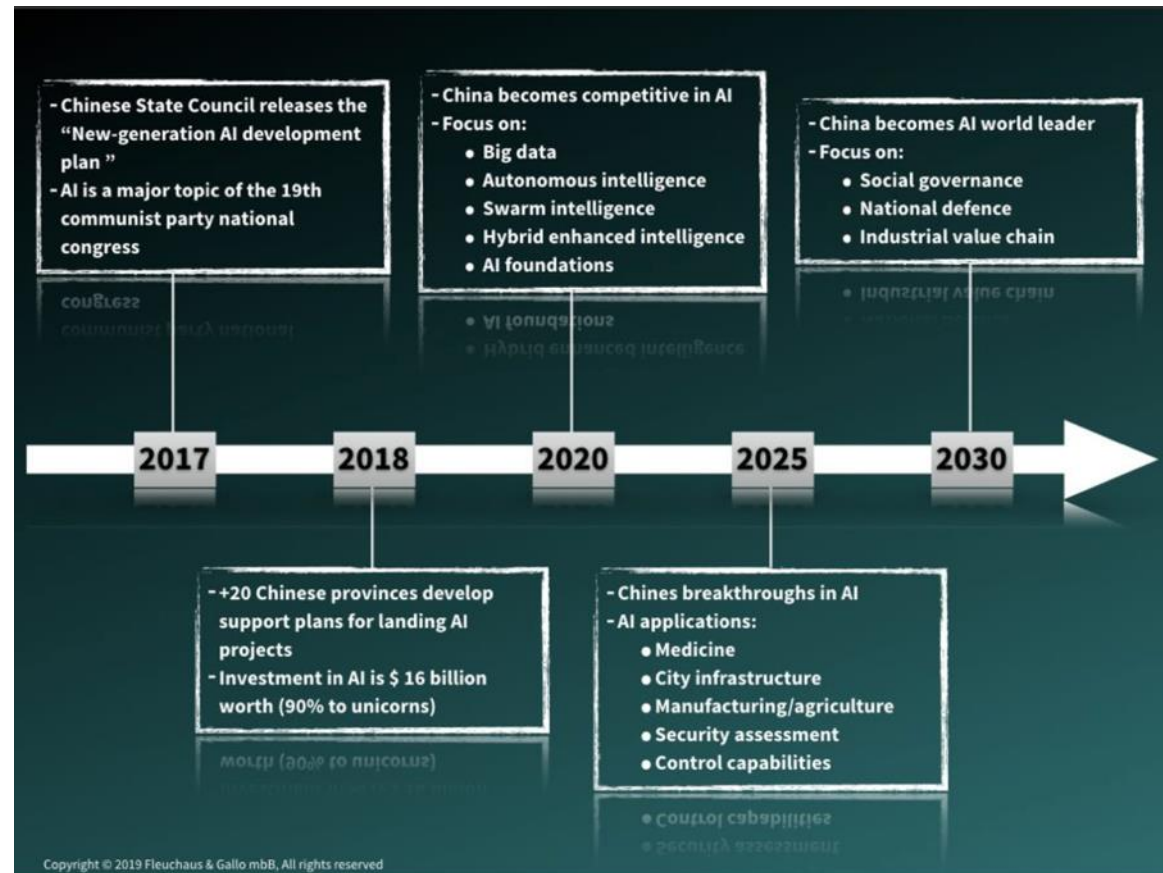 - Chinese State Council releases the
“New-generation AI development
plan ”
- AI is a major topic of the 19th
communist party national
congress
- China becomes competitive in AI
- Focus on:
• Big data
• Autonomous intelligence
• Swarm intelligence
• Hybrid enhanced intelligence
• AI foundations
- China becomes AI world leader
- Focus on:
• Social governance
• National defence
• Industrial value chain
2017
2018
2020
2025
2030
- +20 Chinese provinces develop
support plans for landing AI
projects
- Investment in AI is $ 16 billion
worth (90% to unicorns)
- Chines breakthroughs in AI
- AI applications:
• Medicine
• City infrastructure
• Manufacturing/agriculture
• Security assessment
• Control capabilities
Copyright © 2019 Fleuchaus & Gallo mbB, All rights reserved